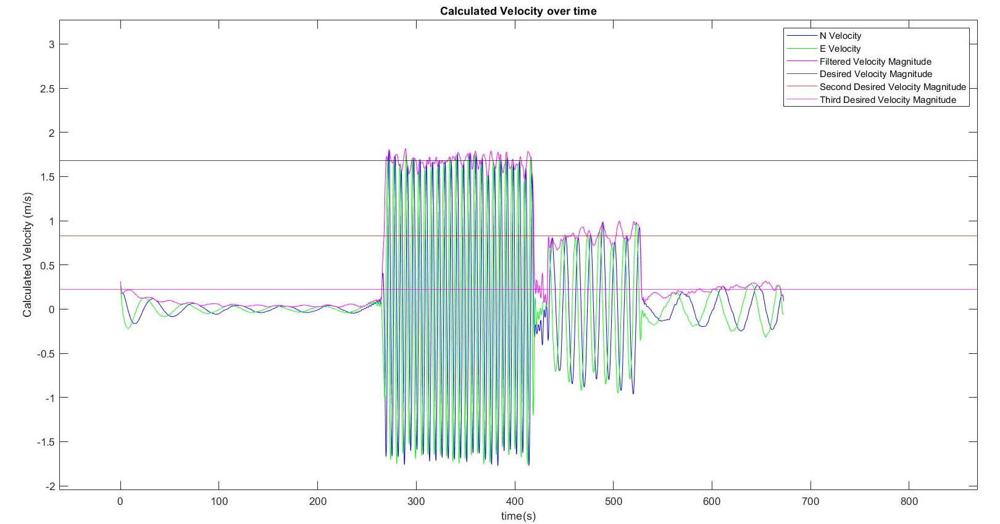 Calculated Velocity over time
N Velocity
E Velocity
Filtered Velocity Magnitude
Desired Velocity Magnitude
Second Desired Velocity Magnitude
Third Desired Velocity Magnitude
Calculated Velocity (m/s)
3
2.5
2
1.5
1
0.5
0
-0.5
-1
-1.5
-2
0 100 200 300 400 500 600 700 800
time(s)